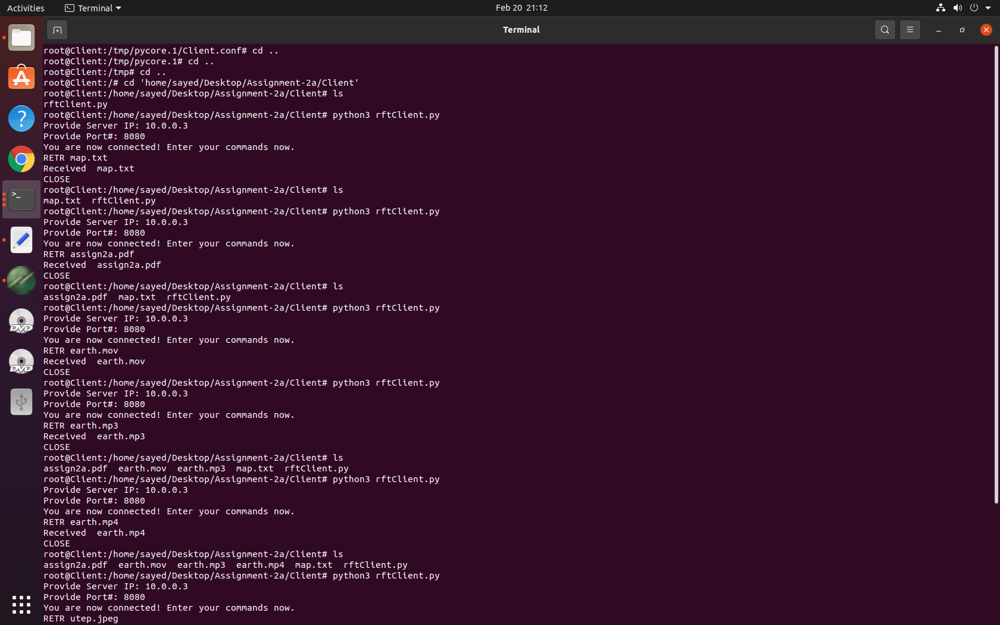 Activities
Terminal
Feb 20 21:12
Terminal
root@Client:/tmp/pycore.1/Client.conf# cd ..
root@Client:/tmp/pycore.1# cd ..
root@Client:/tmp# cd ..
root@Client:/# cd 'home/sayed/Desktop/Assignment-2a/Client'
root@Client:/home/sayed/Desktop/Assignment-2a/Client# ls
rftClient.py
root@Client:/home/sayed/Desktop/Assignment-2a/Client# python3 rftClient.py
Provide Server IP: 10.0.0.3
Provide Port#: 8080
You are now connected! Enter your commands now.
RETR map.txt
Received  map.txt
CLOSE
root@Client:/home/sayed/Desktop/Assignment-2a/Client# ls
map.txt  rftClient.py
root@Client:/home/sayed/Desktop/Assignment-2a/Client# python3 rftClient.py
Provide Server IP: 10.0.0.3
Provide Port#: 8080
You are now connected! Enter your commands now.
RETR assign2a.pdf
Received  assign2a.pdf
CLOSE
root@Client:/home/sayed/Desktop/Assignment-2a/Client# ls
assign2a.pdf  map.txt  rftClient.py
root@Client:/home/sayed/Desktop/Assignment-2a/Client# python3 rftClient.py
Provide Server IP: 10.0.0.3
Provide Port#: 8080
You are now connected! Enter your commands now.
RETR earth.mov
Received  earth.mov
CLOSE
root@Client:/home/sayed/Desktop/Assignment-2a/Client# python3 rftClient.py
Provide Server IP: 10.0.0.3
Provide Port#: 8080
You are now connected! Enter your commands now.
RETR earth.mp3
Received  earth.mp3
CLOSE
root@Client:/home/sayed/Desktop/Assignment-2a/Client# ls
assign2a.pdf  earth.mov  earth.mp3  map.txt  rftClient.py
root@Client:/home/sayed/Desktop/Assignment-2a/Client# python3 rftClient.py
Provide Server IP: 10.0.0.3
Provide Port#: 8080
You are now connected! Enter your commands now.
RETR earth.mp4
Received  earth.mp4
CLOSE
root@Client:/home/sayed/Desktop/Assignment-2a/Client# ls
assign2a.pdf  earth.mov  earth.mp3  earth.mp4  map.txt  rftClient.py
root@Client:/home/sayed/Desktop/Assignment-2a/Client# python3 rftClient.py
Provide Server IP: 10.0.0.3
Provide Port#: 8080
You are now connected! Enter your commands now.
RETR utep.jpeg
DVD
DVD